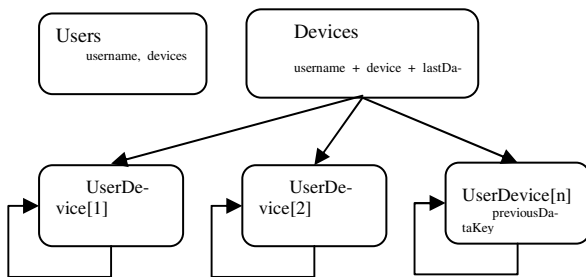 Users
username, devices
Devices
username + device + lastDa-
UserDe-
vice[1]
UserDe-
vice[2]
UserDevice[n]
previousDa-
taKey